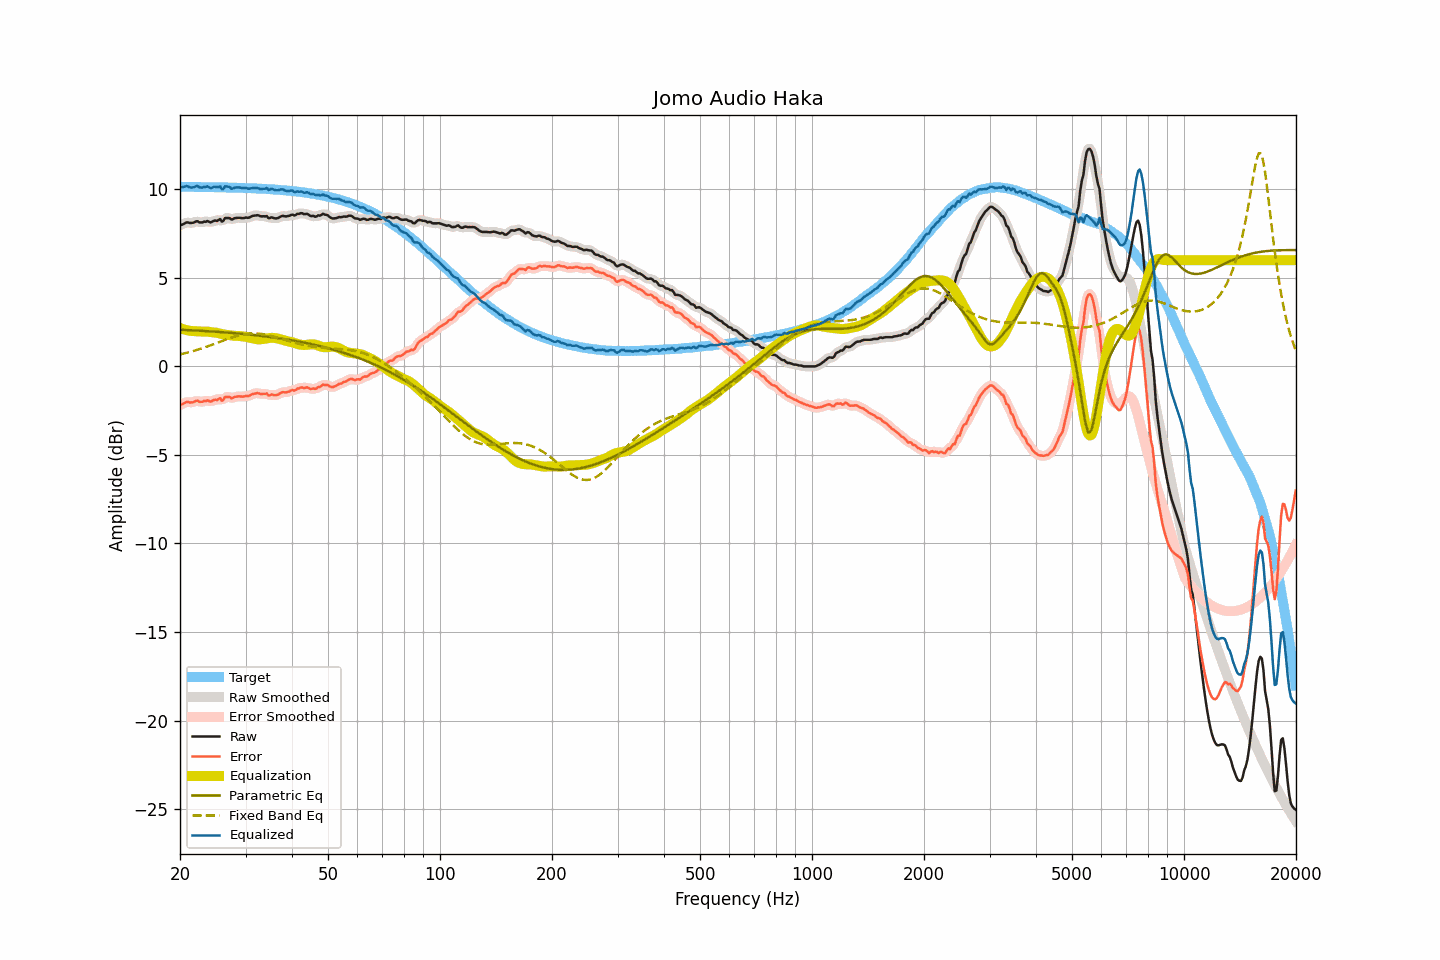 Jomo Audio Haka
Amplitude (dBr)
10
5
0
−5
−10
−15
−20
−25
Target
Raw Smoothed
Error Smoothed
Raw
Error
Equalization
Parametric Eq
Fixed Band Eq
Equalized
20 50 100 200 500 1000 2000 5000 10000 20000
Frequency (Hz)